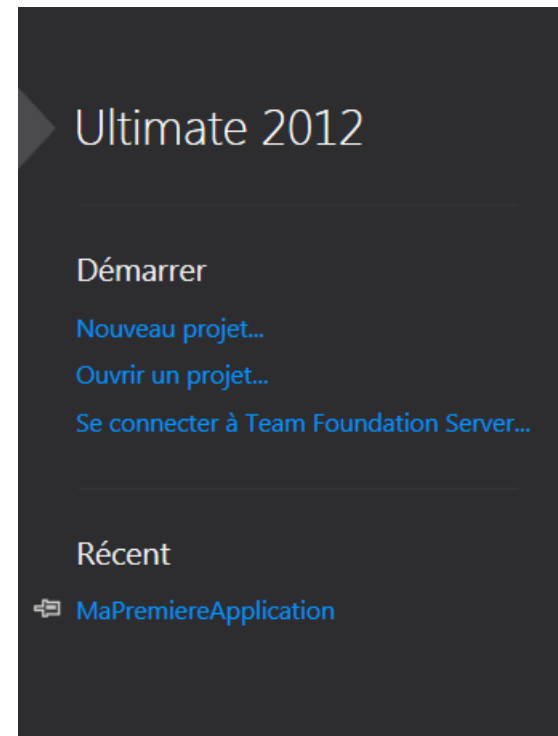 Ultimate 2012
Démarrer
Nouveau projet...
Ouvrir un projet...
Se connecter à Team Foundation Server...
Récent
MaPremiereApplication